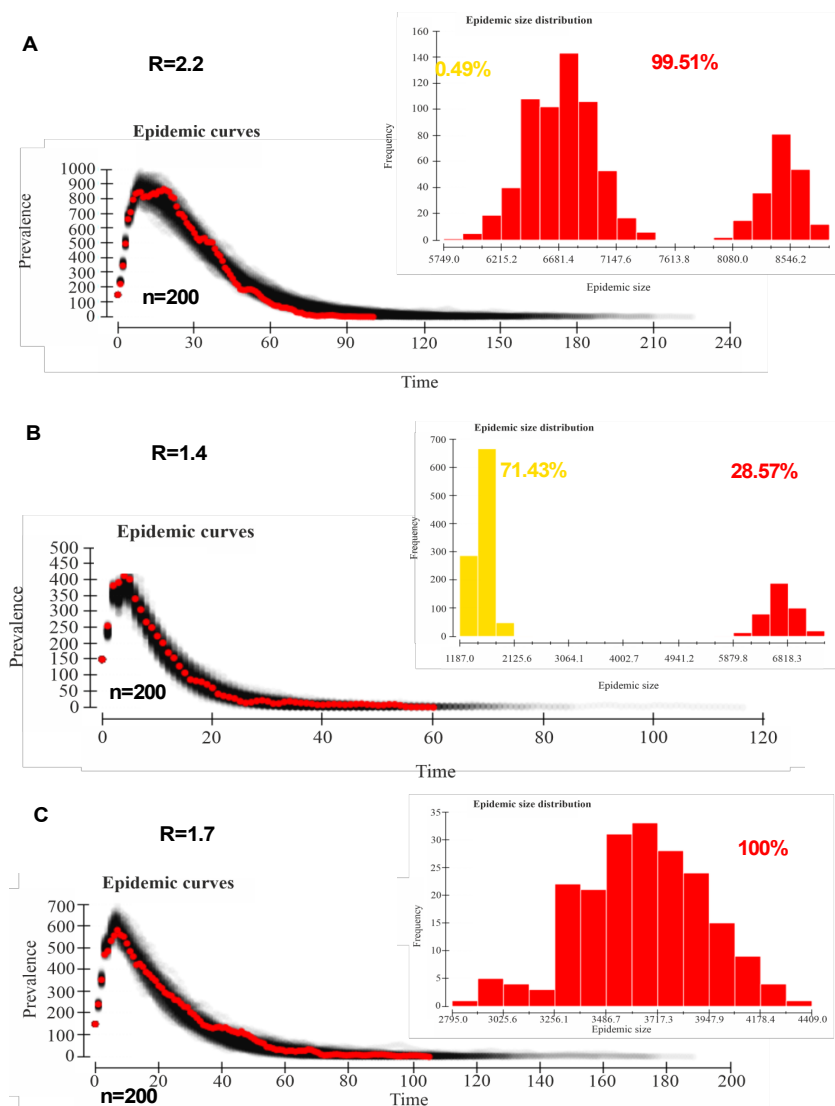 A
R=2.2
Epidemic curves
Prevalence
1000
900
800
700
600
500
400
300
200
100
0
n=200
0 30 60 90 120 150 180 210 240
Time
Epidemic size distribution
0.49%
99.51%
Frequency
160
140
120
100
80
60
40
20
0
5749.0 6215.2 6681.4 7147.6 7613.8 8080.0 8546.2
Epidemic size
B
R=1.4
Epidemic curves
Prevalence
500
450
400
350
300
250
200
150
100
50
0
n=200
0 20 40 60 80 100 120
Time
Epidemic size distribution
71.43%
28.57%
Frequency
700
600
500
400
300
200
100
0
1187.0 2125.6 3064.1 4002.7 4941.2 5879.8 6818.3
Epidemic size
C
R=1.7
Epidemic curves
Prevalence
700
600
500
400
300
200
100
0
0 20 40 60 80 100 120 140 160 180 200
n=200
Time
Epidemic size distribution
100%
Frequency
35
30
25
20
15
10
5
0
2795.0 3025.6 3256.1 3486.7 3717.3 3947.9 4178.4 4409.0
Epidemic size